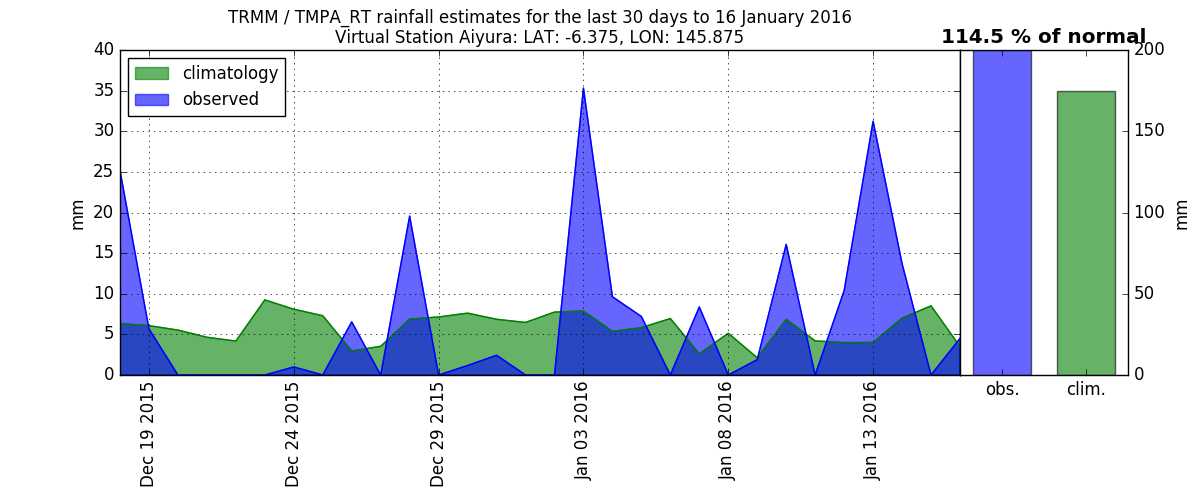 TRMM / TMPA_RT rainfall estimates for the last 30 days to 16 January 2016
Virtual Station Aiyura: LAT: -6.375, LON: 145.875
114.5 % of normal
climatology
observed
40
35
30
25
20
15
10
5
0
mm
200
150
100
50
0
mm
Dec 19 2015
Dec 24 2015
Dec 29 2015
Jan 03 2016
Jan 08 2016
Jan 13 2016
obs.
clim.